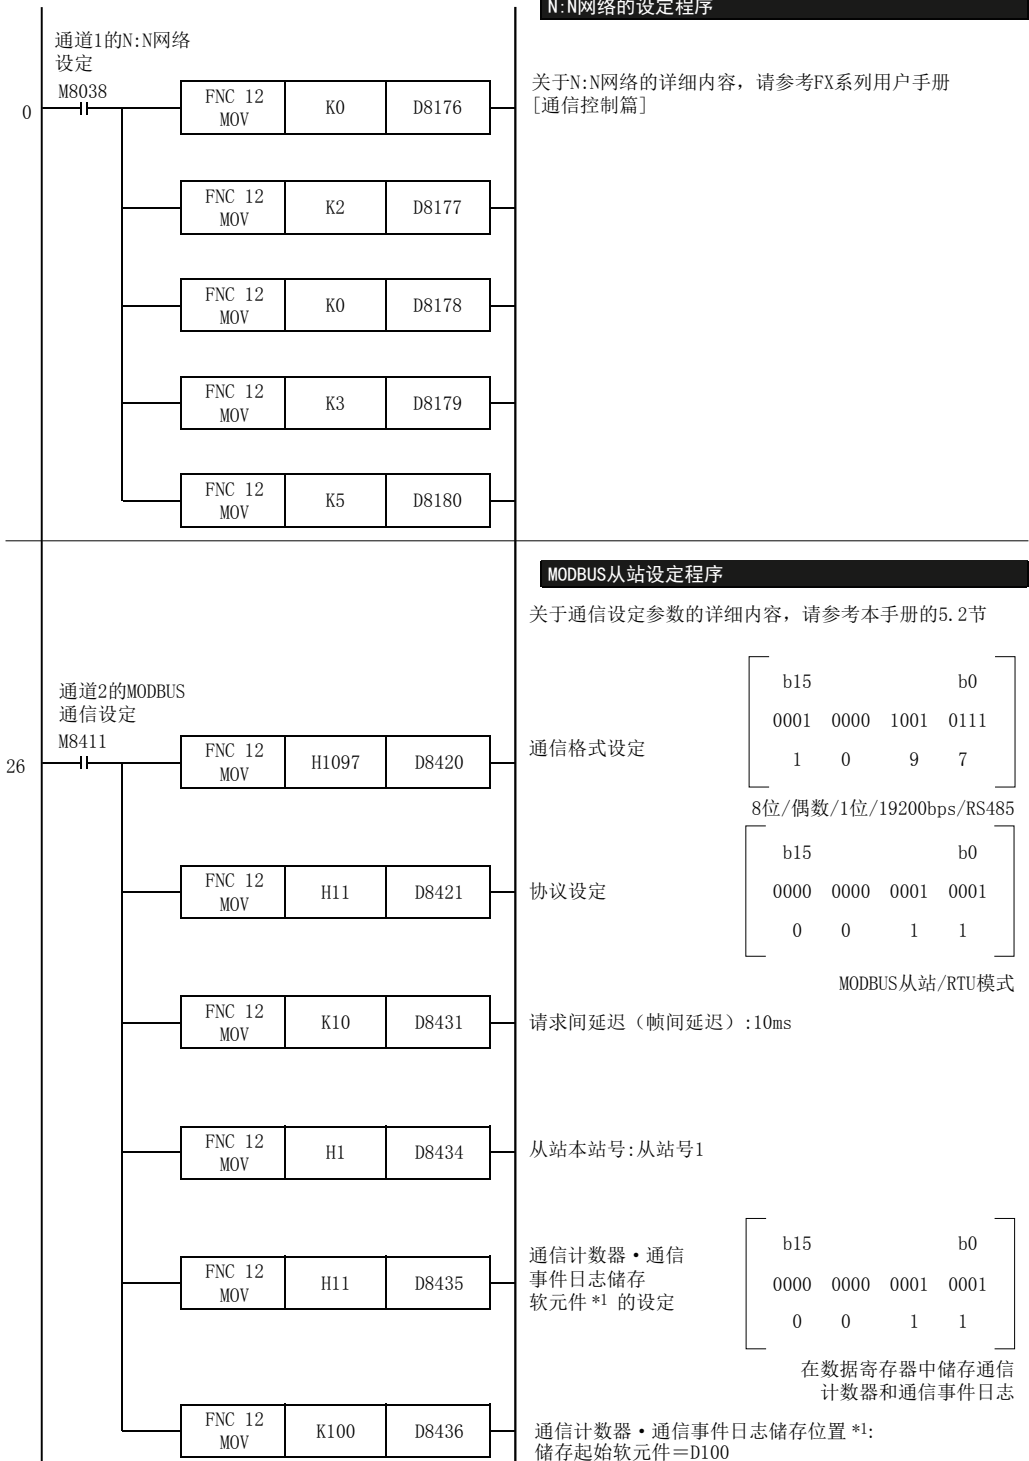 N:N网络的设定程序
通道1的N:N网络
设定
关于N:N网络的详细内容，请参考FX系列用户手册
[通信控制篇]
0
M8038
FNC 12
MOV
K0
D8176
FNC 12
MOV
K2
D8177
FNC 12
MOV
K0
D8178
FNC 12
MOV
K3
D8179
FNC 12
MOV
K5
D8180
MODBUS从站设定程序
关于通信设定参数的详细内容，请参考本手册的5.2节
通道2的MODBUS
通信设定
26
M8411
FNC 12
MOV
H1097
D8420
通信格式设定
b15 b0
0001 0000 1001 0111
1 0 9 7
8位/偶数/1位/19200bps/RS485
FNC 12
MOV
H11
D8421
协议设定
b15 b0
0000 0000 0001 0001
0 0 1 1
MODBUS从站/RTU模式
FNC 12
MOV
K10
D8431
请求间延迟（帧间延迟）:10ms
FNC 12
MOV
H1
D8434
从站本站号:从站号1
FNC 12
MOV
H11
D8435
通信计数器·通信
事件日志储存
软元件 *1 的设定
b15 b0
0000 0000 0001 0001
0 0 1 1
在数据寄存器中储存通信
计数器和通信事件日志
FNC 12
MOV
K100
D8436
通信计数器·通信事件日志储存位置 *1:
储存起始软元件＝D100